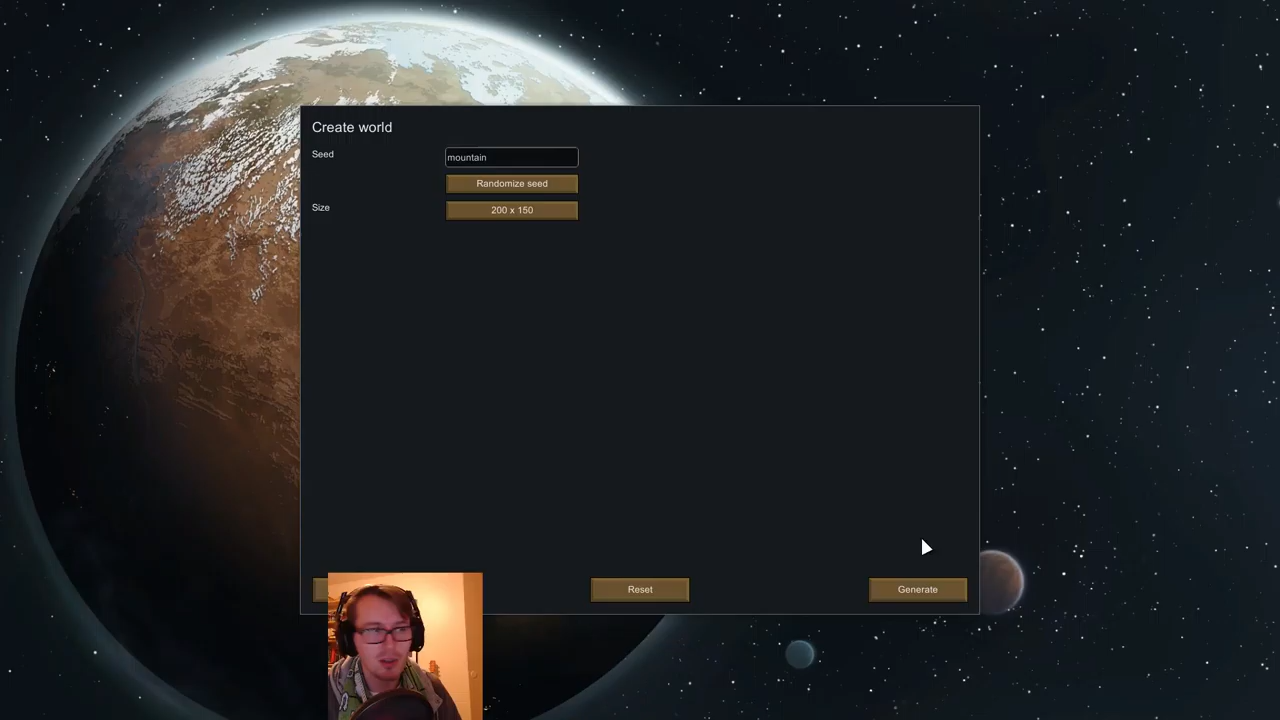 Create world
Seed
mountain
Randomize seed
Size
200 x 150
Reset
Generate